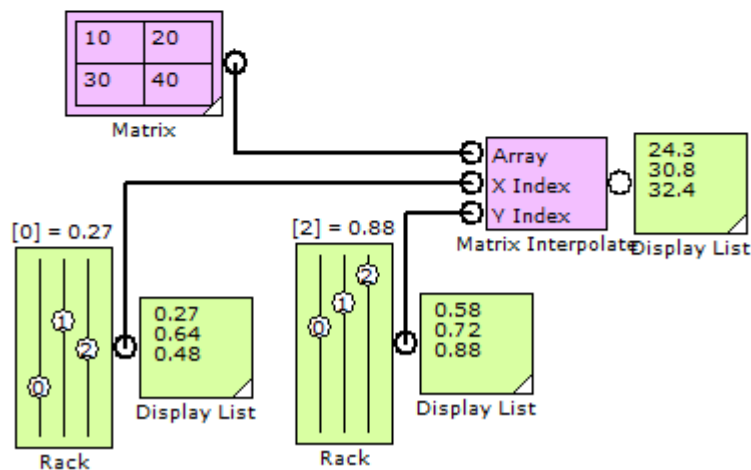 10 20
30 40
Matrix
Array
X Index
Y Index
Matrix Interpolate
24.3
30.8
32.4
Display List
[0] = 0.27
0
1
2
Rack
0.27
0.64
0.48
Display List
[2] = 0.88
0
1
2
Rack
0.58
0.72
0.88
Display List